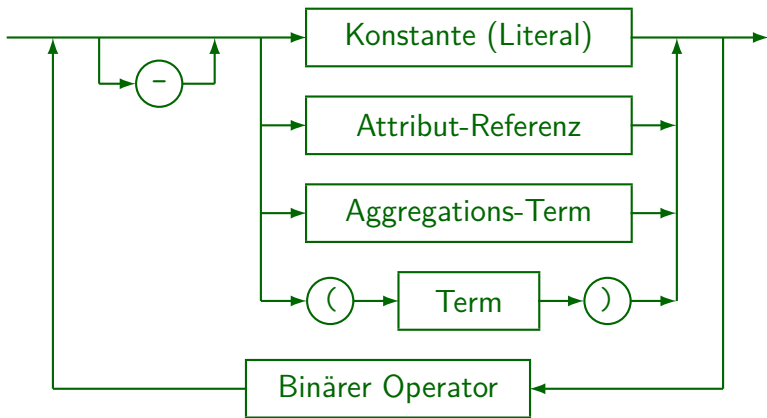 Konstante (Literal)
-
Attribut-Referenz
Aggregations-Term
( Term )
Binärer Operator